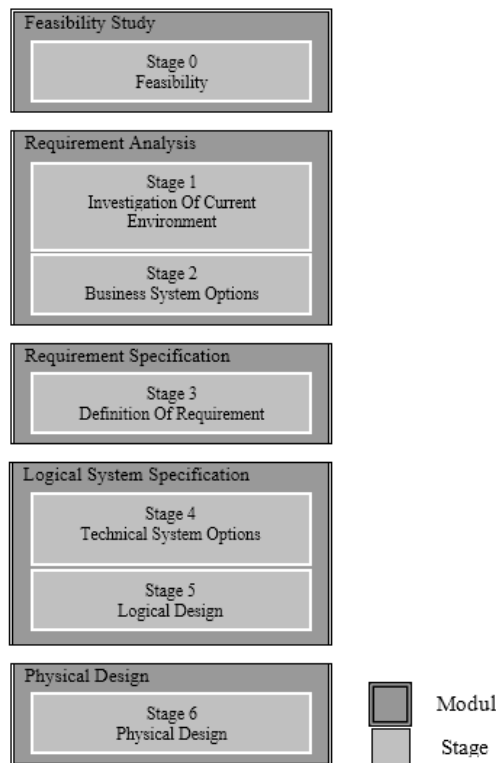 Feasibility Study
Stage 0
Feasibility
Requirement Analysis
Stage 1
Investigation Of Current
Environment
Stage 2
Business System Options
Requirement Specification
Stage 3
Definition Of Requirement
Logical System Specification
Stage 4
Technical System Options
Stage 5
Logical Design
Physical Design
Stage 6
Physical Design
Modul
Stage